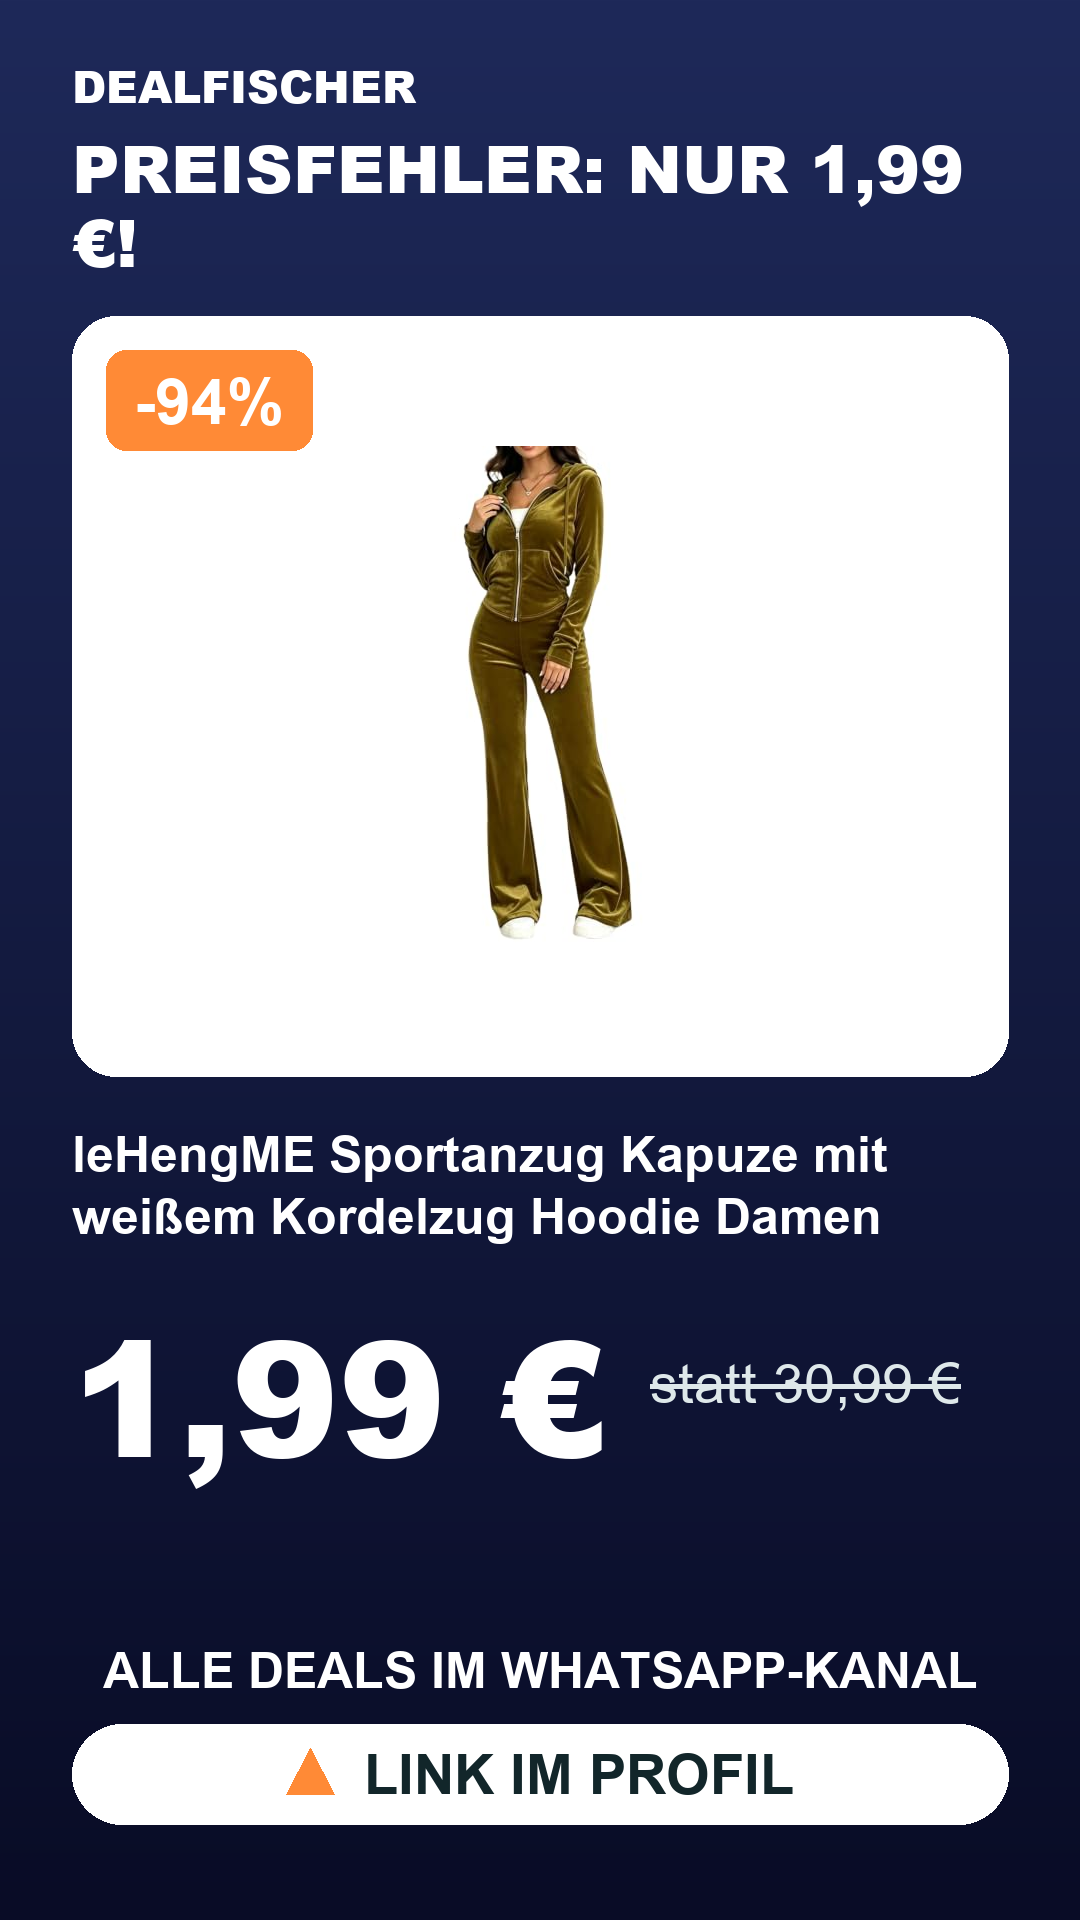 DEALFISCHER
PREISFEHLER: NUR 1,99
€!
-94%
leHengME Sportanzug Kapuze mit
weißem Kordelzug Hoodie Damen
1,99 € statt 30,99 €
ALLE DEALS IM WHATSAPP-KANAL
LINK IM PROFIL